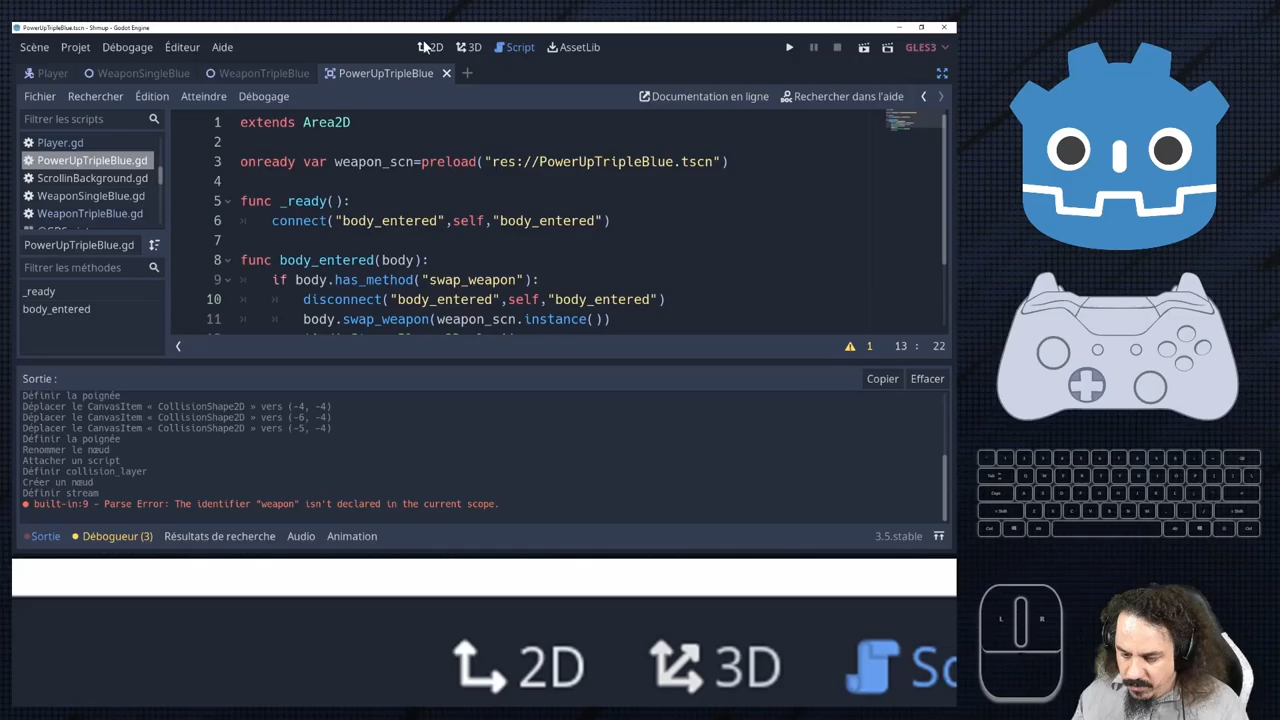 PowerUpTripleBlue.tscn - Shmup - Godot Engine
Scène Projet Débogage Éditeur Aide 2D 3D Script AssetLib GLES3
Player WeaponSingleBlue WeaponTripleBlue PowerUpTripleBlue
Fichier Rechercher Édition Atteindre Débogage Documentation en ligne Rechercher dans l'aide
Filtrer les scripts
Player.gd
PowerUpTripleBlue.gd
ScrollinBackground.gd
WeaponSingleBlue.gd
WeaponTripleBlue.gd
PowerUpTripleBlue.gd
Filtrer les méthodes
_ready
body_entered
1 extends Area2D
2
3 onready var weapon_scn=preload("res://PowerUpTripleBlue.tscn")
4
5 func _ready():
6 connect("body_entered",self,"body_entered")
7
8 func body_entered(body):
9 if body.has_method("swap_weapon"):
10 disconnect("body_entered",self,"body_entered")
11 body.swap_weapon(weapon_scn.instance())
1 13 : 22
Sortie : Copier Effacer
Définir la poignée
Déplacer le CanvasItem « CollisionShape2D » vers (-4, -4)
Déplacer le CanvasItem « CollisionShape2D » vers (-6, -4)
Déplacer le CanvasItem « CollisionShape2D » vers (-5, -4)
Définir la poignée
Renommer le nœud
Attacher un script
Définir collision_layer
Créer un nœud
Définir stream
built-in:9 - Parse Error: The identifier "weapon" isn't declared in the current scope.
Sortie Débogueur (3) Résultats de recherche Audio Animation 3.5.stable
2D 3D Sc
L R